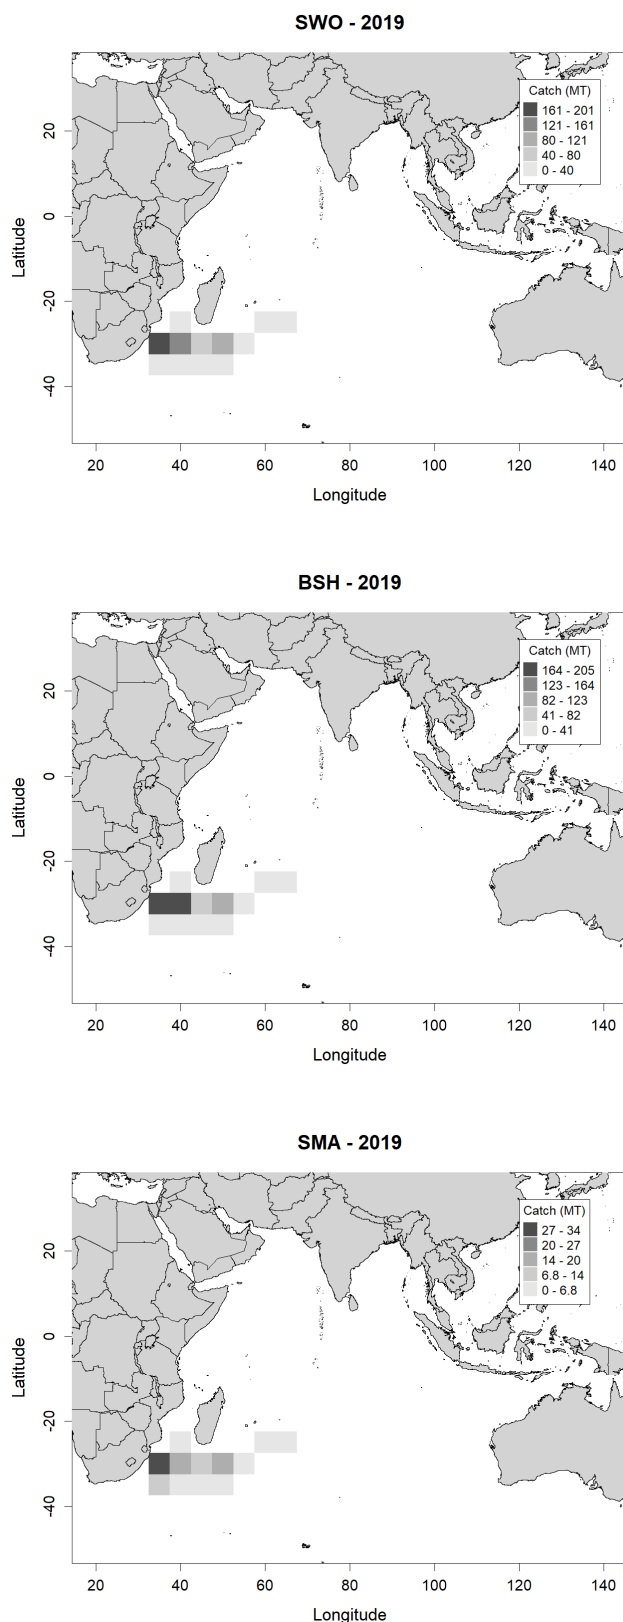 SWO - 2019
Catch (MT)
161 - 201
121 - 161
80 - 121
40 - 80
0 - 40
Latitude
20
0
-20
-40
20 40 60 80 100 120 140
Longitude
BSH - 2019
Catch (MT)
164 - 205
123 - 164
82 - 123
41 - 82
0 - 41
Latitude
20
0
-20
-40
20 40 60 80 100 120 140
Longitude
SMA - 2019
Catch (MT)
27 - 34
20 - 27
14 - 20
6.8 - 14
0 - 6.8
Latitude
20
0
-20
-40
20 40 60 80 100 120 140
Longitude